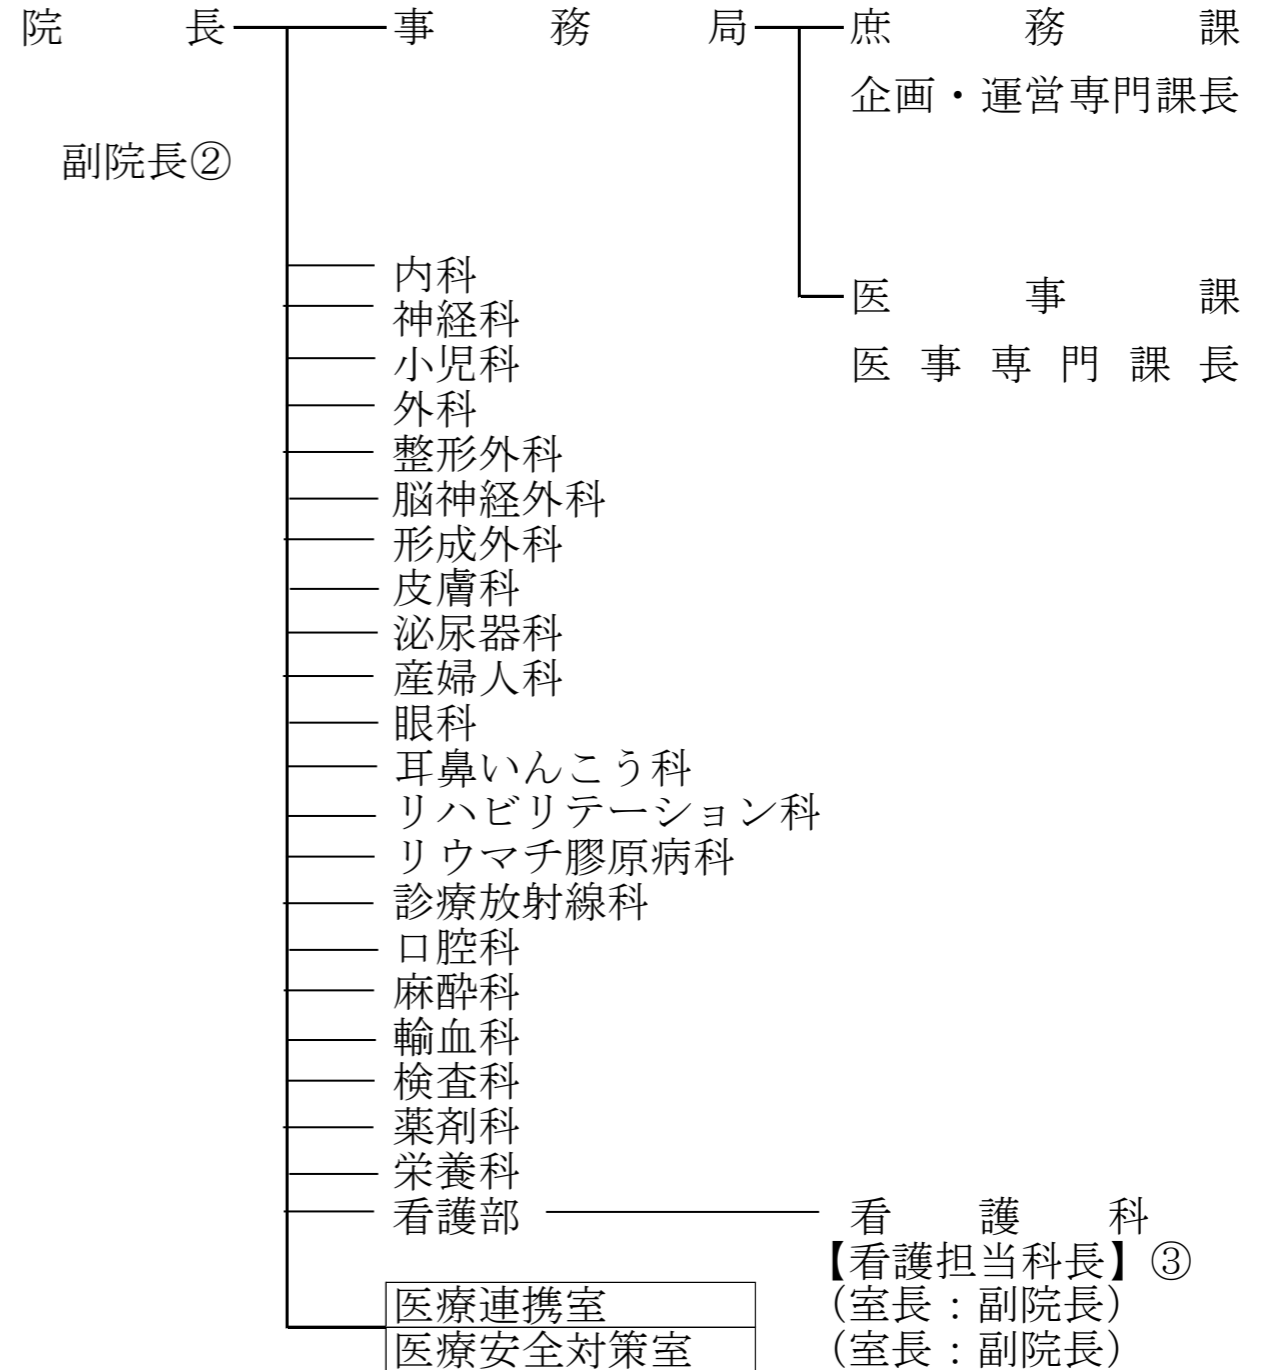 院長 事務局 庶務課
企画・運営専門課長
副院長②
内科
医事課
神経科
小児科 医事専門課長
外科
整形外科
脳神経外科
形成外科
皮膚科
泌尿器科
産婦人科
眼科
耳鼻いんこう科
リハビリテーション科
リウマチ膠原病科
診療放射線科
口腔科
麻酔科
輸血科
検査科
薬剤科
栄養科
看護部 看護科
【看護担当科長】③
医療連携室 (室長:副院長)
医療安全対策室 (室長:副院長)